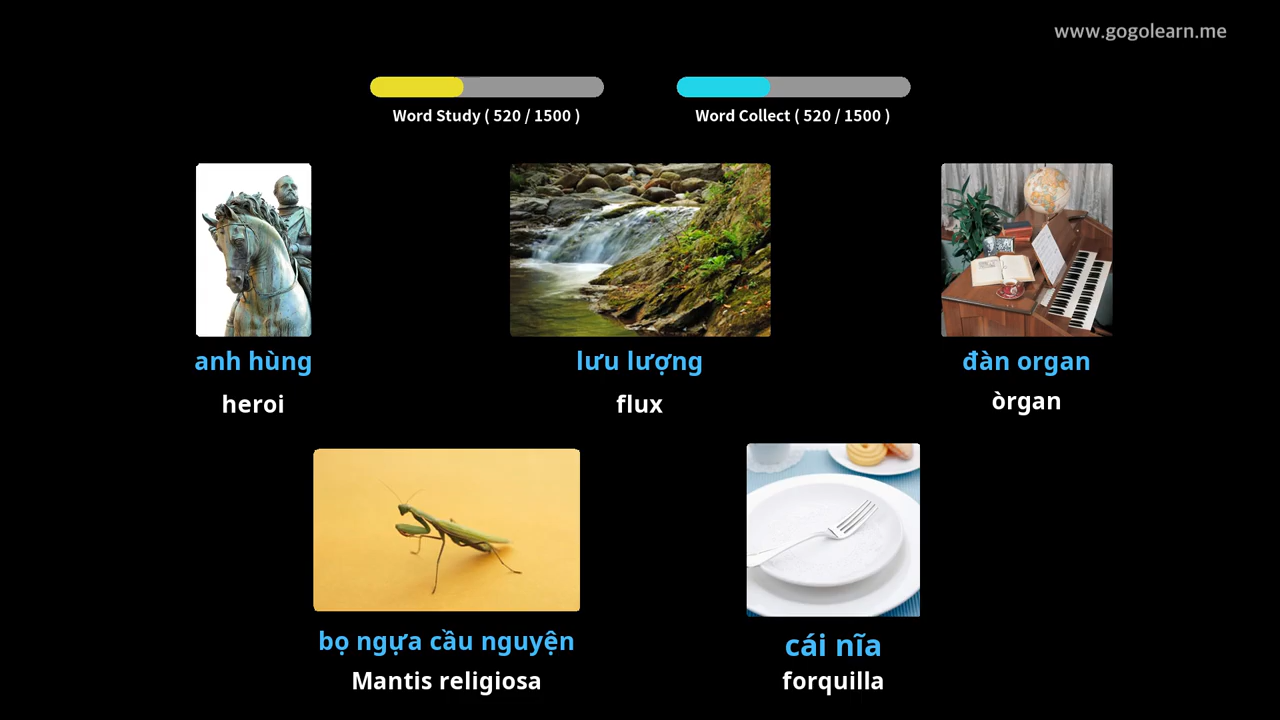 www.gogolearn.me
Word Study ( 520 / 1500 )
Word Collect ( 520 / 1500 )
anh hùng
lưu lượng
đàn organ
heroi
flux
òrgan
bọ ngựa cầu nguyện
cái nĩa
Mantis religiosa
forquilla